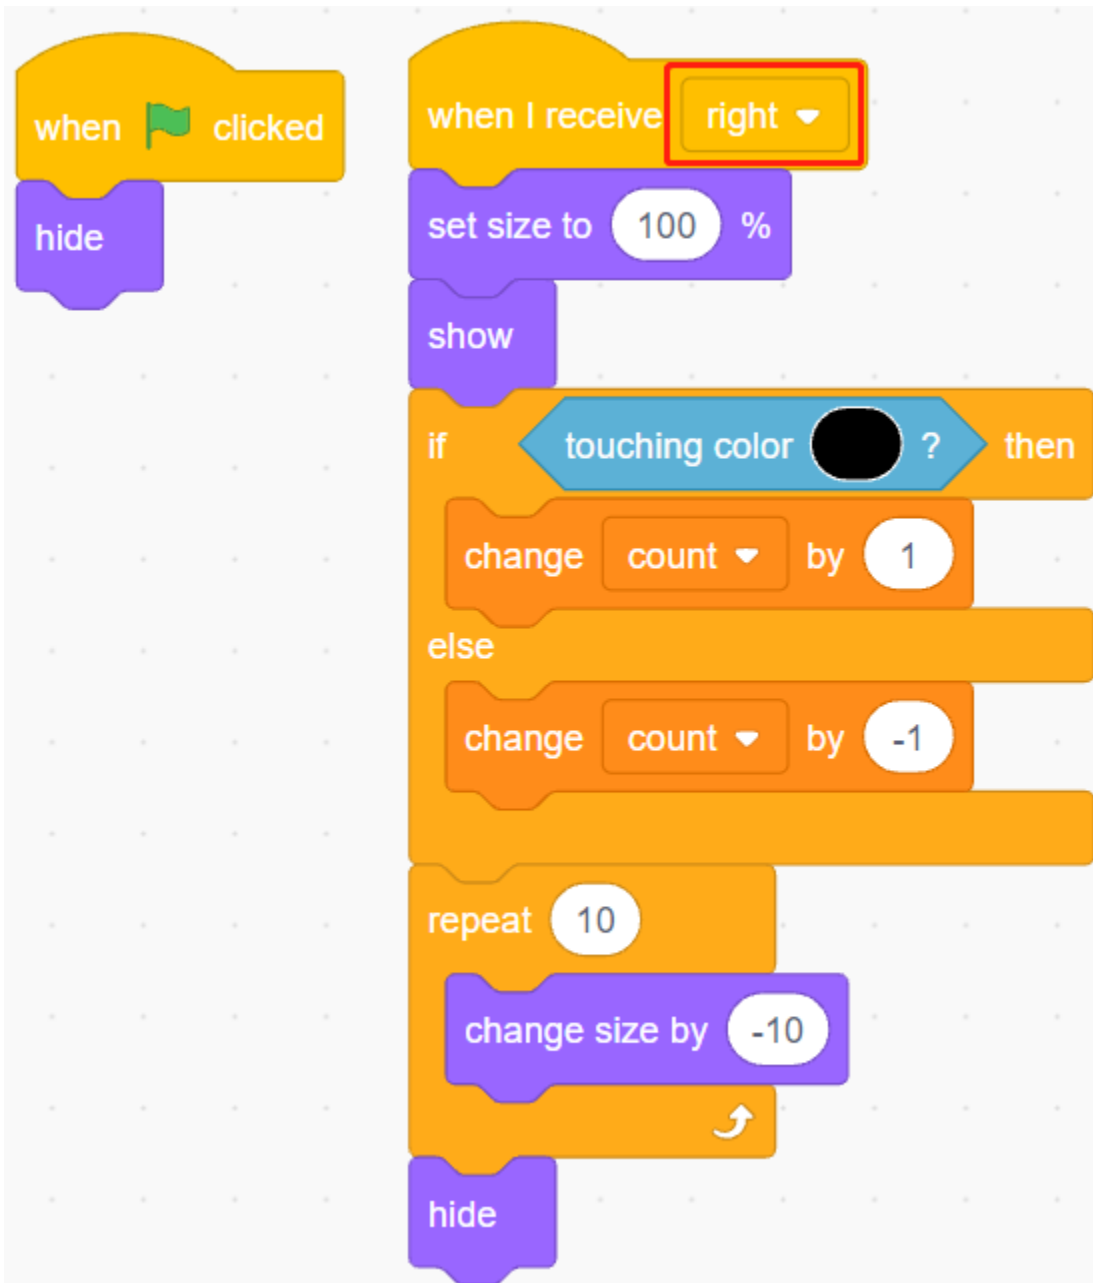 when clicked
hide
when I receive right
set size to 100 %
show
if touching color ? then
change count by 1
else
change count by -1
repeat 10
change size by -10
hide